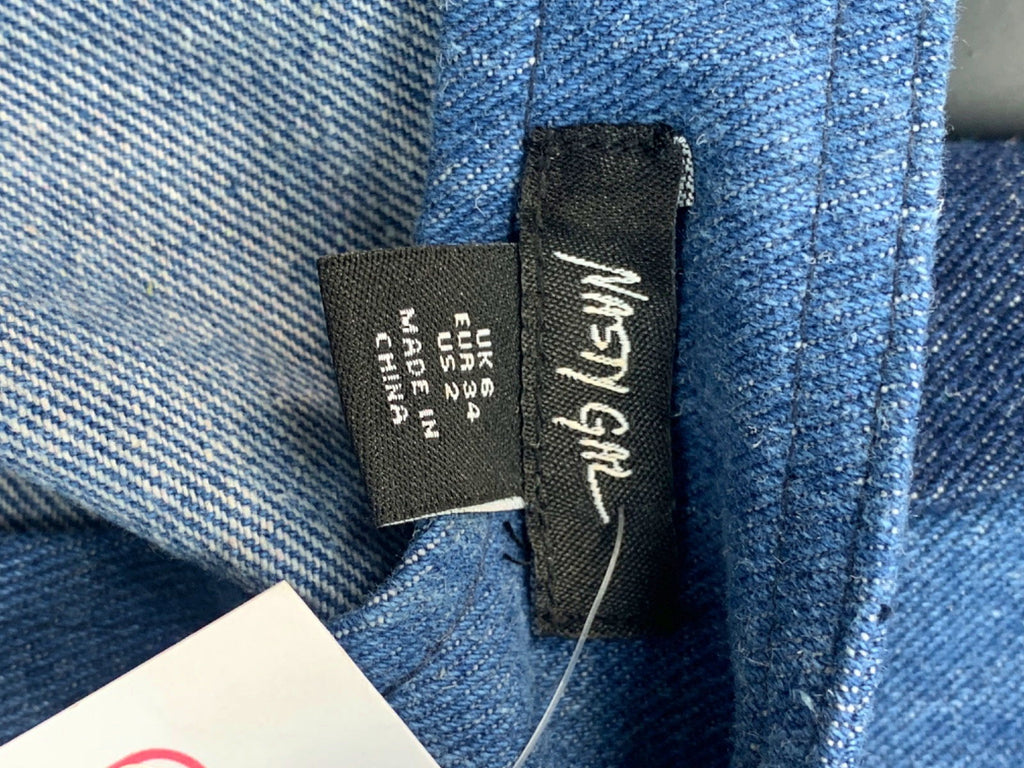 NASTY GAL
UK 6
EUR 34
US 2
MADE IN
CHINA